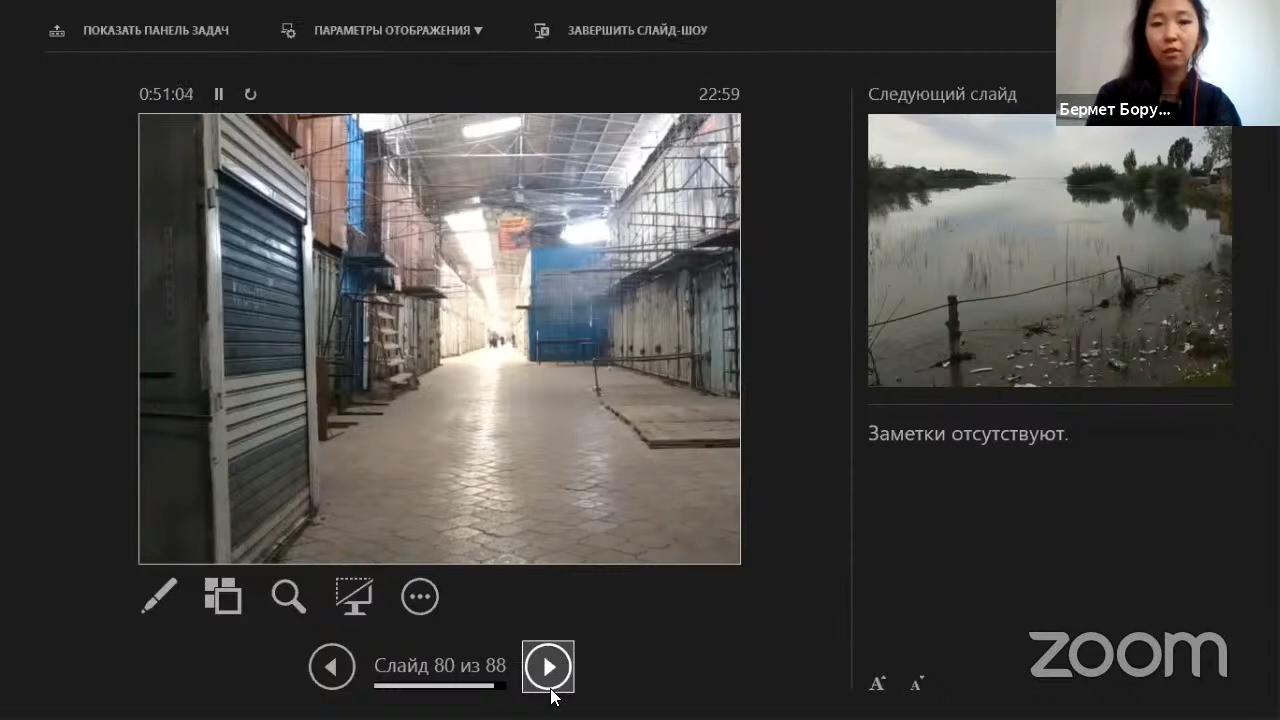 ПОКАЗАТЬ ПАНЕЛЬ ЗАДАЧ
ПАРАМЕТРЫ ОТОБРАЖЕНИЯ ▼
ЗАВЕРШИТЬ СЛАЙД-ШОУ
0:51:04
22:59
Следующий слайд
Бермет Бору...
Заметки отсутствуют.
Слайд 80 из 88
zoom